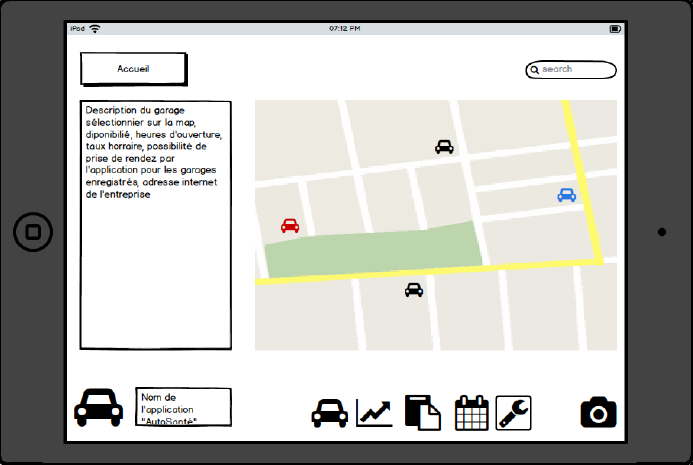 iPod
07:12 PM
Accueil
search
Description du garage
sélectionnier sur la map,
diponibilié, heures d'ouverture,
taux horraire, possibilité de
prise de rendez par
l'application pour les garages
enregistrés, adresse internet
de l'entreprise
Nom de
l'application
"AutoSanté"